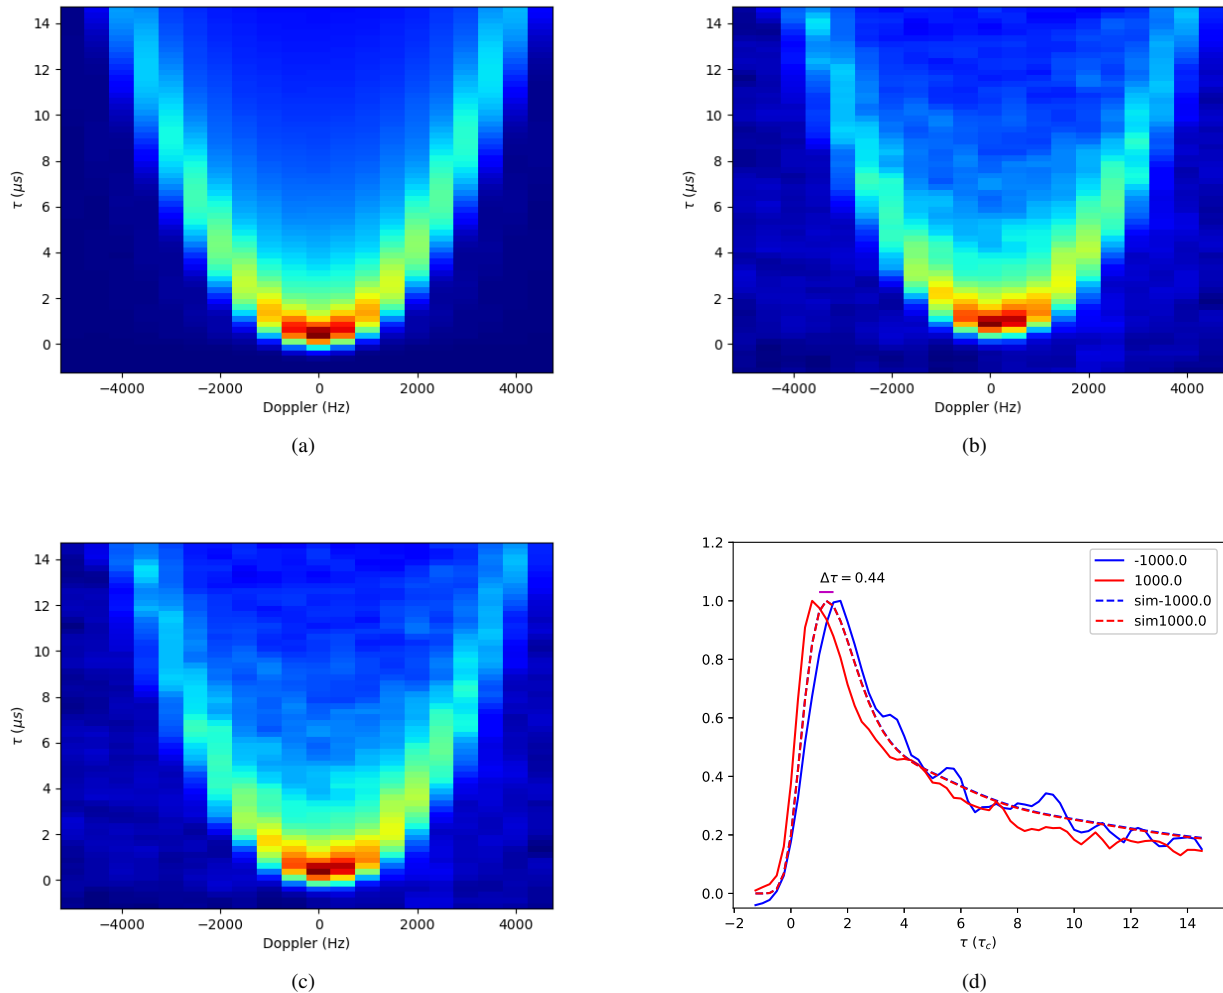 14
12
10
8
6
4
2
0
τ (μs)
−4000 −2000 0 2000 4000
Doppler (Hz)
(a)
14
12
10
8
6
4
2
0
τ (μs)
−4000 −2000 0 2000 4000
Doppler (Hz)
(b)
14
12
10
8
6
4
2
0
τ (μs)
−4000 −2000 0 2000 4000
Doppler (Hz)
(c)
1.2
1.0
0.8
0.6
0.4
0.2
0.0
Δτ = 0.44
-1000.0
1000.0
sim-1000.0
sim1000.0
−2 0 2 4 6 8 10 12 14
τ (τc)
(d)